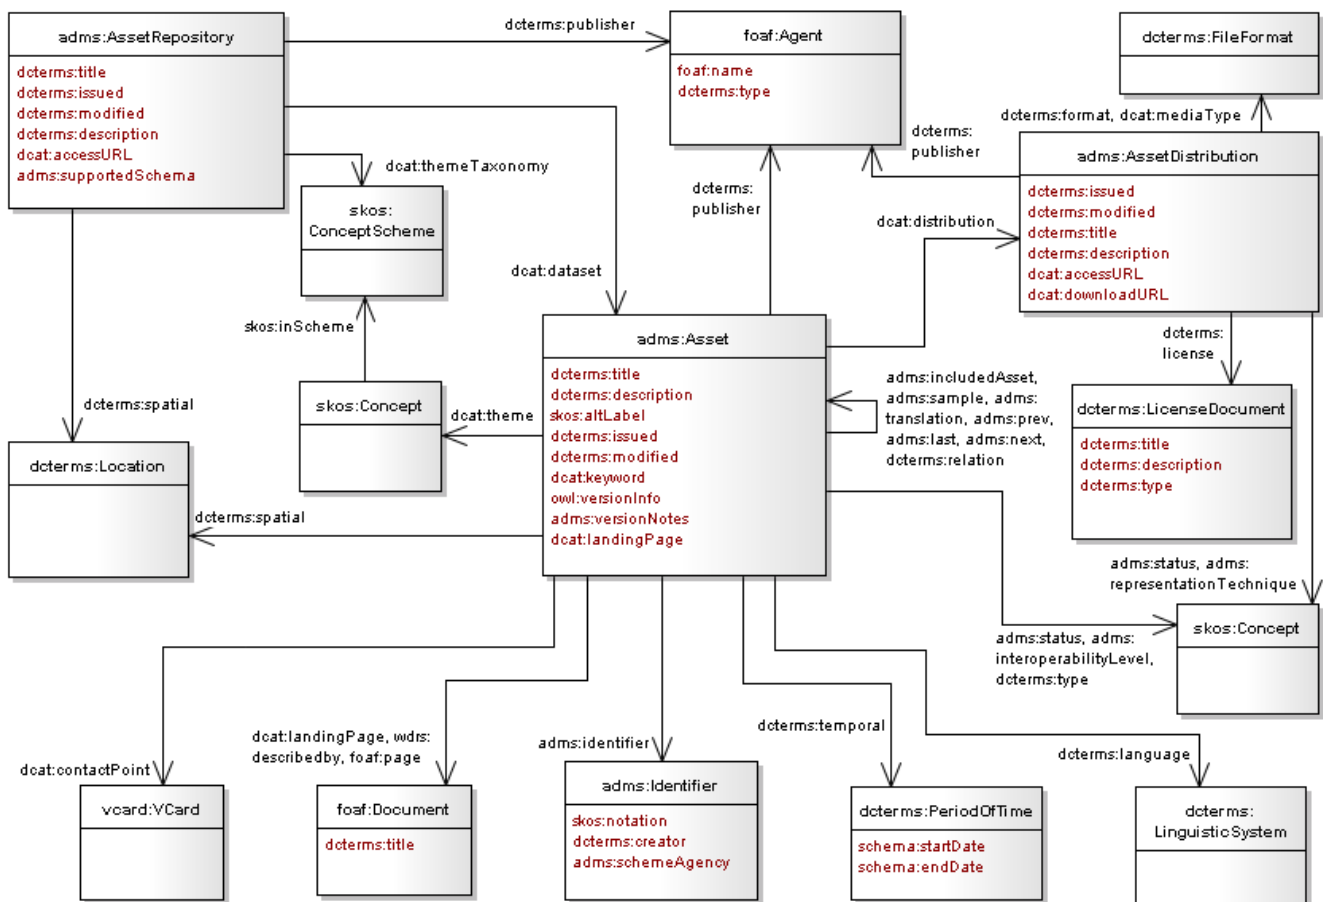 adms:AssetRepository
dcterms:title
dcterms:issued
dcterms:modified
dcterms:description
dcat:accessURL
adms:supportedSchema
dcterms:publisher
foaf:Agent
foaf:name
dcterms:type
dcterms:FileFormat
dcterms:format, dcat:mediaType
dcterms:
publisher
adms:AssetDistribution
dcterms:issued
dcterms:modified
dcterms:title
dcterms:description
dcat:accessURL
dcat:downloadURL
dcat:themeTaxonomy
skos:
ConceptScheme
dcterms:
publisher
dcat:distribution
dcat:dataset
skos:inScheme
adms:Asset
dcterms:title
dcterms:description
skos:altLabel
dcterms:issued
dcterms:modified
dcat:keyword
owl:versionInfo
adms:versionNotes
dcat:landingPage
dcterms:
license
adms:includedAsset,
adms:sample, adms:
translation, adms:prev,
adms:last, adms:next,
dcterms:relation
skos:Concept
dcat:theme
dcterms:spatial
dcterms:LicenseDocument
dcterms:title
dcterms:description
dcterms:type
dcterms:Location
dcterms:spatial
adms:status, adms:
representationTechnique
skos:Concept
adms:status, adms:
interoperabilityLevel,
dcterms:type
dcat:contactPoint
dcat:landingPage, wdrs:
describedby, foaf:page
adms:identifier
dcterms:temporal
dcterms:language
vcard:VCard
foaf:Document
dcterms:title
adms:Identifier
skos:notation
dcterms:creator
adms:schemeAgency
dcterms:PeriodOfTime
schema:startDate
schema:endDate
dcterms:
LinguisticSystem